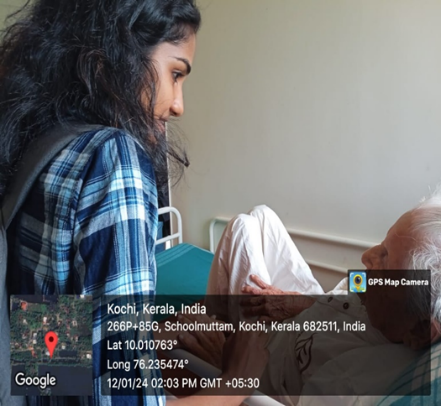 GPS Map Camera
Kochi, Kerala, India
266P+85G, Schoolmuttam, Kochi, Kerala 682511, India
Lat 10.010763°
Long 76.235474°
12/01/24 02:03 PM GMT +05:30
Google